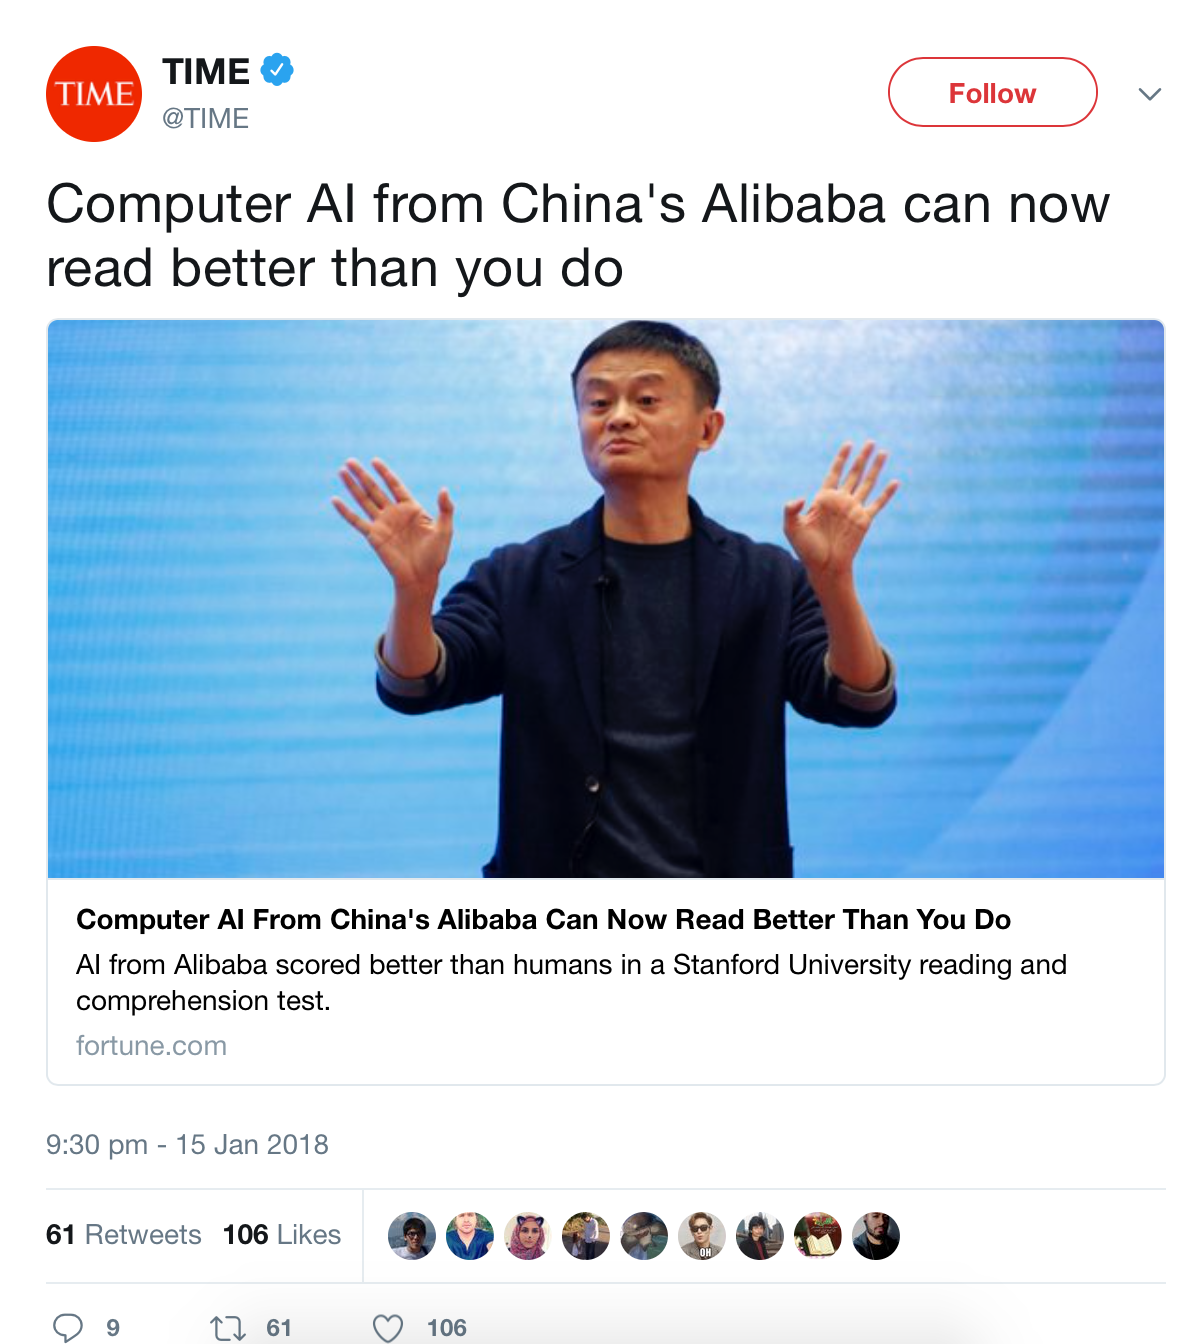 TIME
TIME
@TIME
Follow
Computer AI from China's Alibaba can now
read better than you do
Computer AI From China's Alibaba Can Now Read Better Than You Do
AI from Alibaba scored better than humans in a Stanford University reading and
comprehension test.
fortune.com
9:30 pm - 15 Jan 2018
61 Retweets 106 Likes
OH
9 61 106